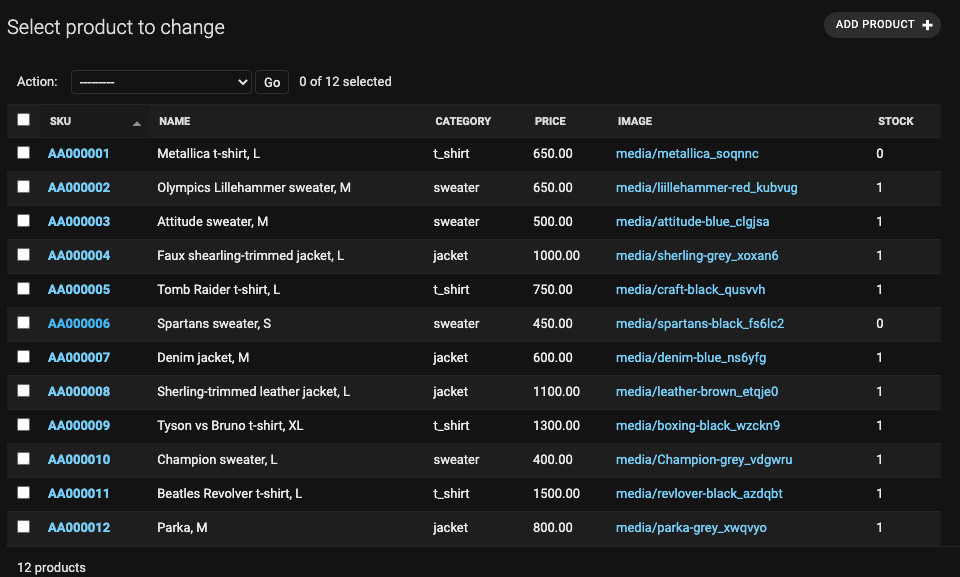 Select product to change
ADD PRODUCT +
Action: --------- Go 0 of 12 selected
SKU NAME CATEGORY PRICE IMAGE STOCK
AA000001 Metallica t-shirt, L t_shirt 650.00 media/metallica_soqnnc 0
AA000002 Olympics Lillehammer sweater, M sweater 650.00 media/liillehammer-red_kubvug 1
AA000003 Attitude sweater, M sweater 500.00 media/attitude-blue_clgjsa 1
AA000004 Faux shearling-trimmed jacket, L jacket 1000.00 media/sherling-grey_xoxan6 1
AA000005 Tomb Raider t-shirt, L t_shirt 750.00 media/craft-black_qusvvh 1
AA000006 Spartans sweater, S sweater 450.00 media/spartans-black_fs6lc2 0
AA000007 Denim jacket, M jacket 600.00 media/denim-blue_ns6yfg 1
AA000008 Sherling-trimmed leather jacket, L jacket 1100.00 media/leather-brown_etqje0 1
AA000009 Tyson vs Bruno t-shirt, XL t_shirt 1300.00 media/boxing-black_wzckn9 1
AA000010 Champion sweater, L sweater 400.00 media/Champion-grey_vdgwru 1
AA000011 Beatles Revolver t-shirt, L t_shirt 1500.00 media/revlover-black_azdqbt 1
AA000012 Parka, M jacket 800.00 media/parka-grey_xwqvyo 1
12 products